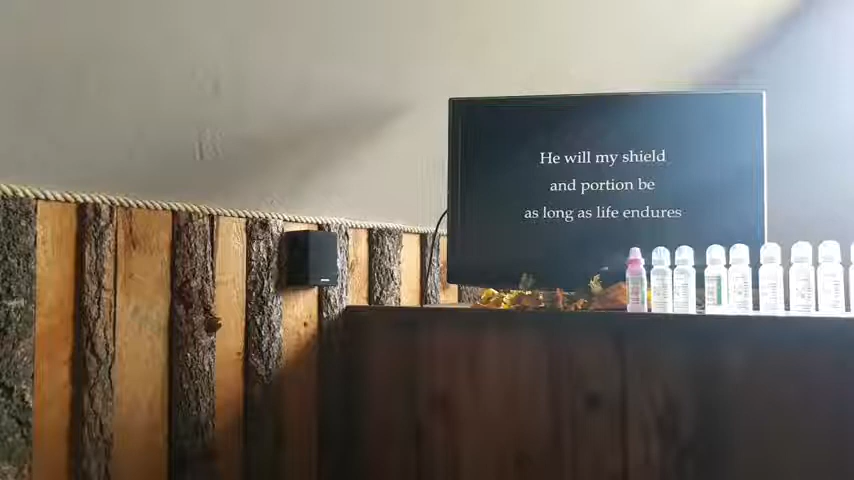 He will my shield
and portion be
as long as life endures